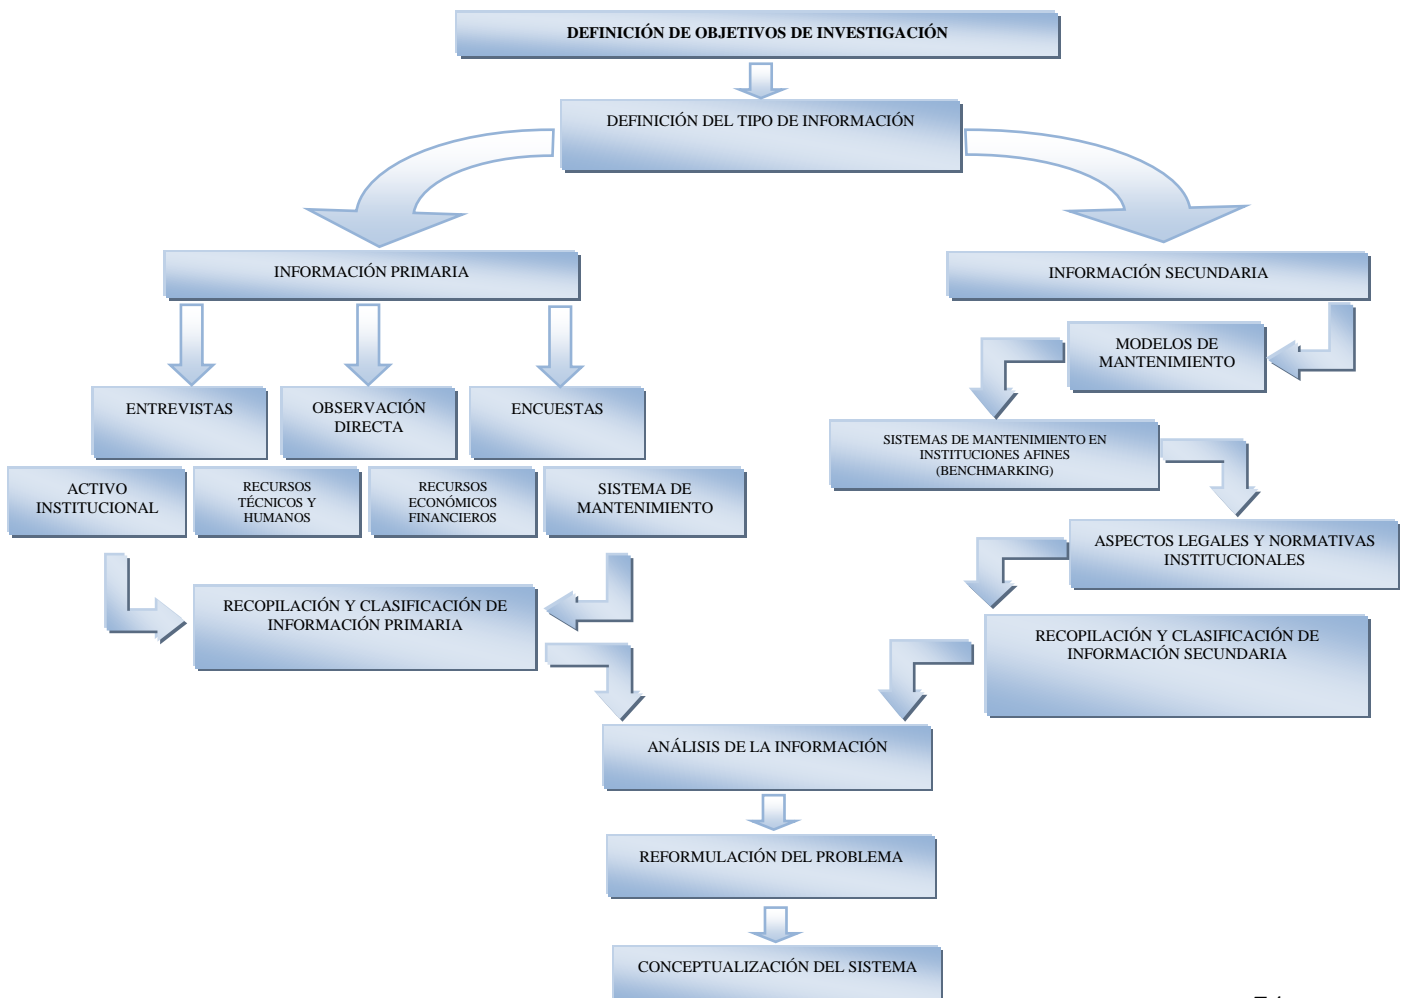 DEFINICIÓN DE OBJETIVOS DE INVESTIGACIÓN
DEFINICIÓN DEL TIPO DE INFORMACIÓN
INFORMACIÓN PRIMARIA
INFORMACIÓN SECUNDARIA
MODELOS DE
MANTENIMIENTO
ENTREVISTAS
OBSERVACIÓN
DIRECTA
ENCUESTAS
SISTEMAS DE MANTENIMIENTO EN
INSTITUCIONES AFINES
(BENCHMARKING)
ACTIVO
INSTITUCIONAL
RECURSOS
TÉCNICOS Y
HUMANOS
RECURSOS
ECONÓMICOS
FINANCIEROS
SISTEMA DE
MANTENIMIENTO
ASPECTOS LEGALES Y NORMATIVAS
INSTITUCIONALES
RECOPILACIÓN Y CLASIFICACIÓN DE
INFORMACIÓN PRIMARIA
RECOPILACIÓN Y CLASIFICACIÓN DE
INFORMACIÓN SECUNDARIA
ANÁLISIS DE LA INFORMACIÓN
REFORMULACIÓN DEL PROBLEMA
CONCEPTUALIZACIÓN DEL SISTEMA